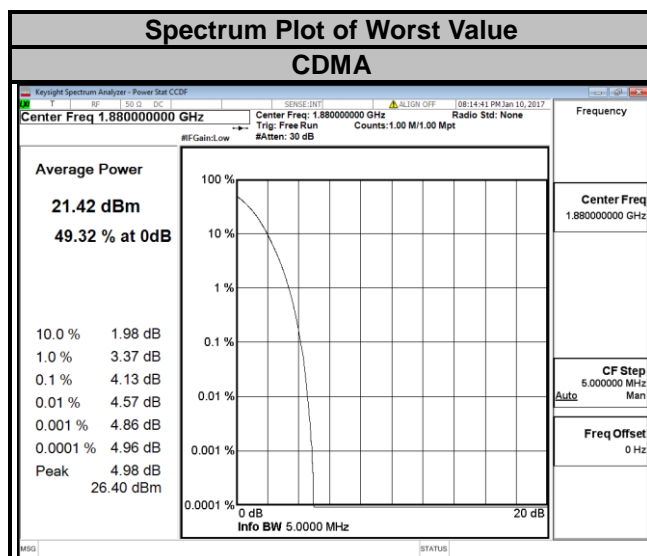 Spectrum Plot of Worst Value
CDMA
Keysight Spectrum Analyzer - Power Stat CCDF
T RF 50 Ω DC SENSE:INT ALIGN OFF 08:14:41 PM Jan 10, 2017
Center Freq 1.880000000 GHz
Center Freq: 1.880000000 GHz Radio Std: None
Trig: Free Run Counts:1.00 M/1.00 Mpt
#IFGain:Low #Atten: 30 dB
Frequency
Average Power
21.42 dBm
49.32 % at 0dB
10.0 % 1.98 dB
1.0 % 3.37 dB
0.1 % 4.13 dB
0.01 % 4.57 dB
0.001 % 4.86 dB
0.0001 % 4.96 dB
Peak 4.98 dB
26.40 dBm
100 %
10 %
1 %
0.1 %
0.01 %
0.001 %
0.0001 %
0 dB 20 dB
Info BW 5.0000 MHz
Center Freq
1.880000000 GHz
CF Step
5.000000 MHz
Auto Man
Freq Offset
0 Hz
MSG STATUS